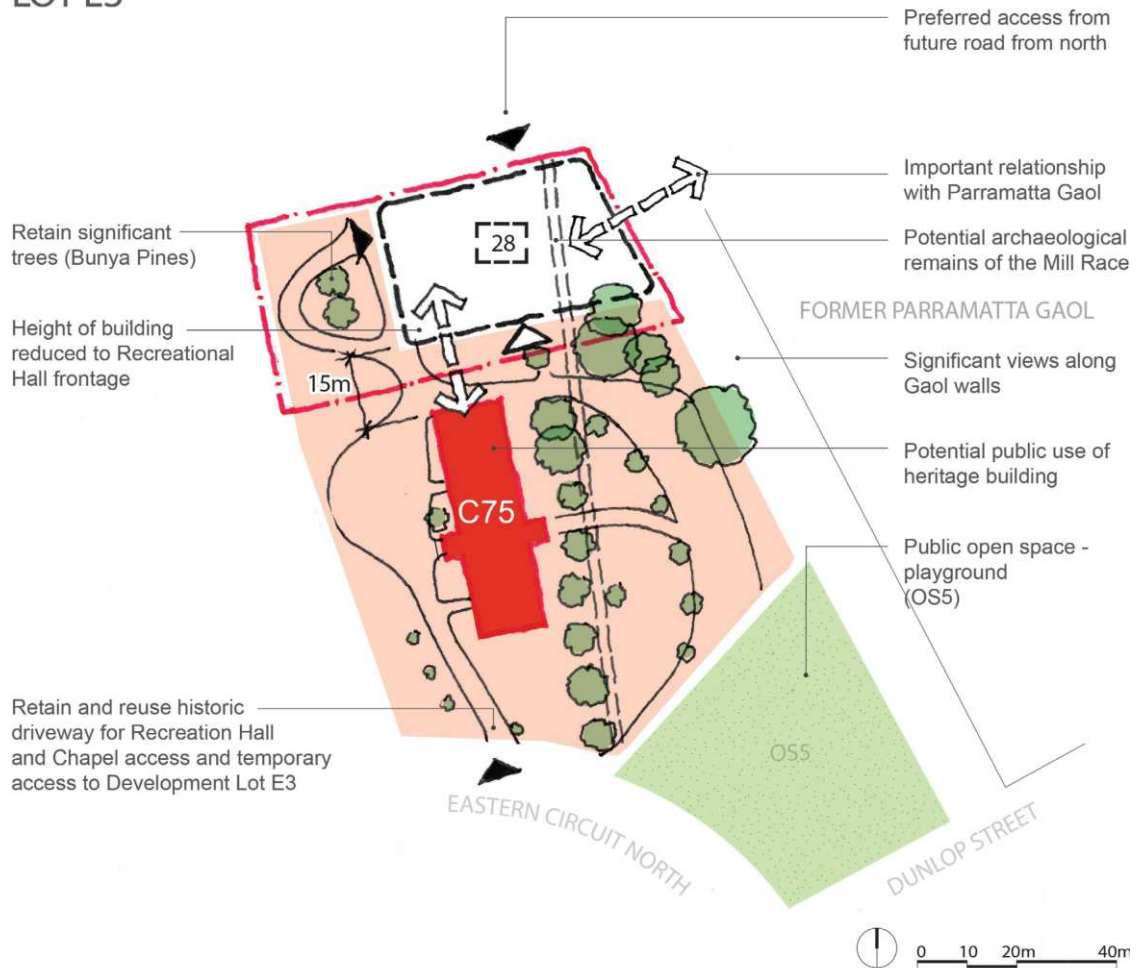 Preferred access from
future road from north
Important relationship
with Parramatta Gaol
Retain significant
trees (Bunya Pines)
28
Potential archaeological
remains of the Mill Race
FORMER PARRAMATTA GAOL
Height of building
reduced to Recreational
Hall frontage
15m
Significant views along
Gaol walls
Potential public use of
heritage building
C75
Public open space -
playground
(OS5)
Retain and reuse historic
driveway for Recreation Hall
and Chapel access and temporary
access to Development Lot E3
OS5
EASTERN CIRCUIT NORTH
DUNLOP STREET
0 10 20m 40m